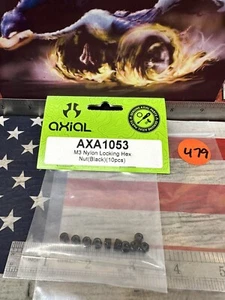 AXIAL
AXA1053
M3 Nylon Locking Hex
Nut(Black)(10pcs)
479